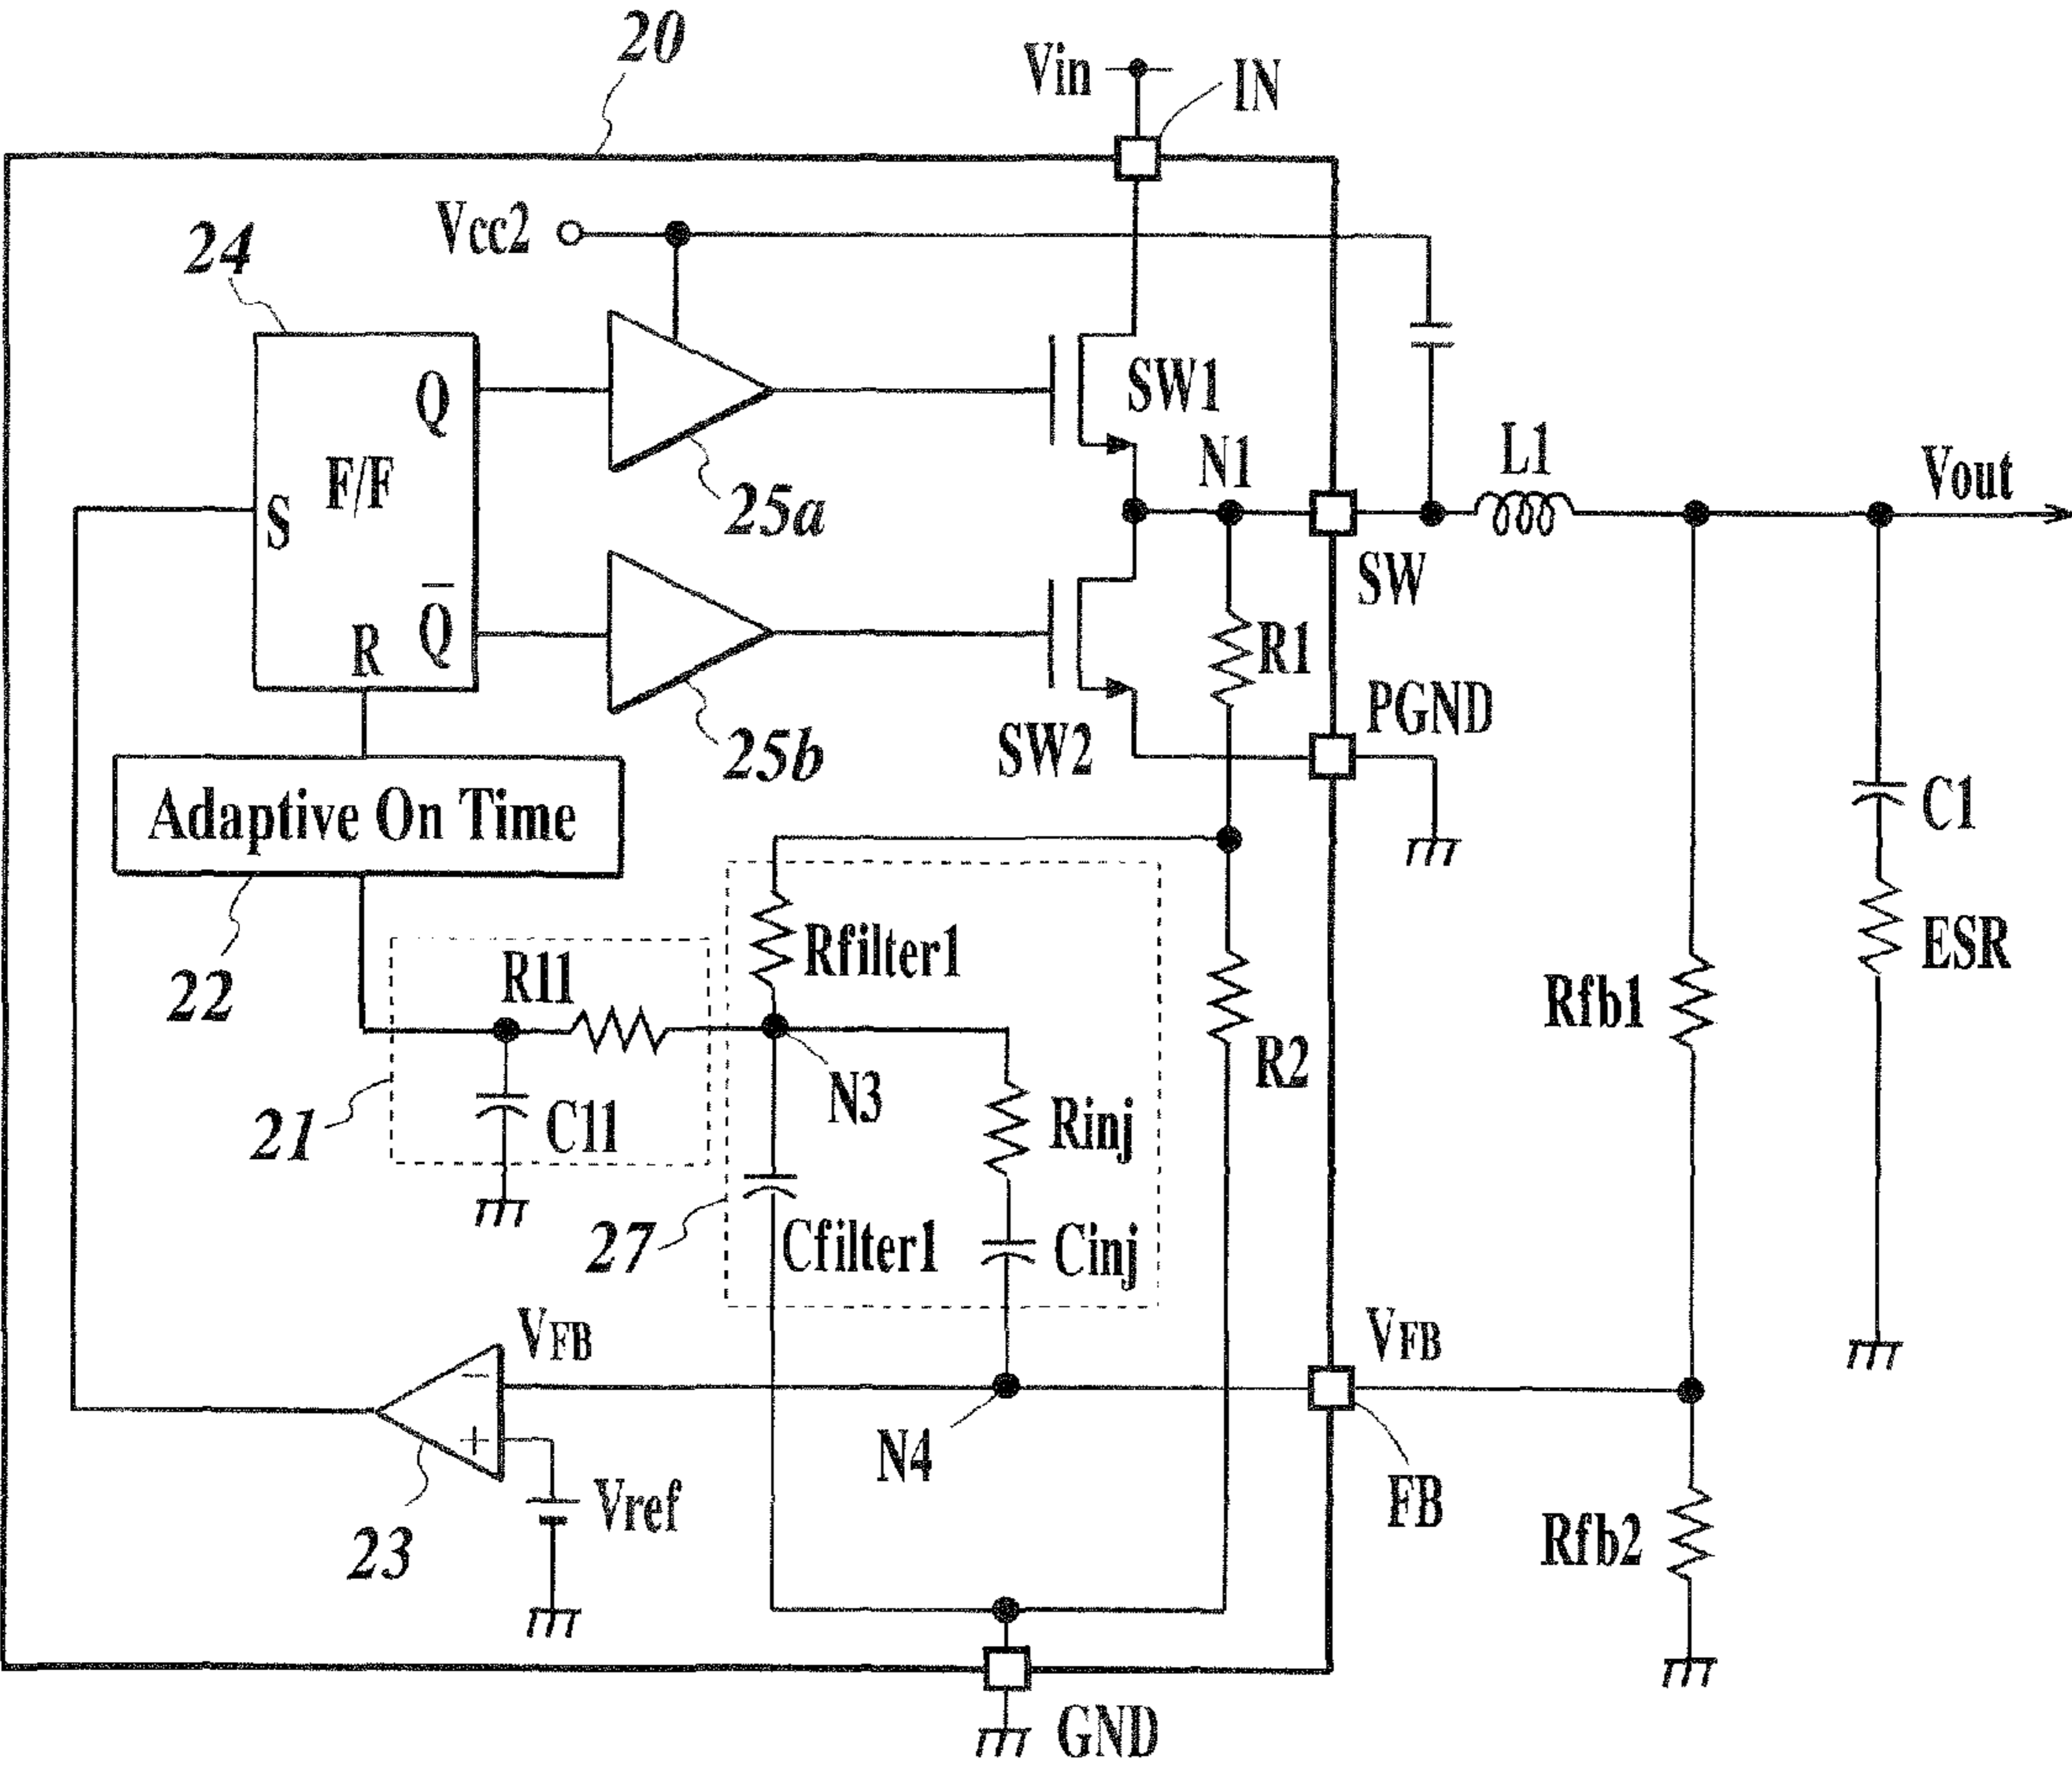 20
Vin
IN
Vcc2
24
Q
SW1
F/F
S
25a
N1
L1
Vout
SW
Q̅
R
R1
25b
SW2
PGND
Adaptive On Time
C1
22
R11
Rfilter1
ESR
Rfb1
R2
N3
21
C11
Rinj
27
Cfilter1
Cinj
VFB
VFB
−
+
N4
23
Vref
FB
Rfb2
GND